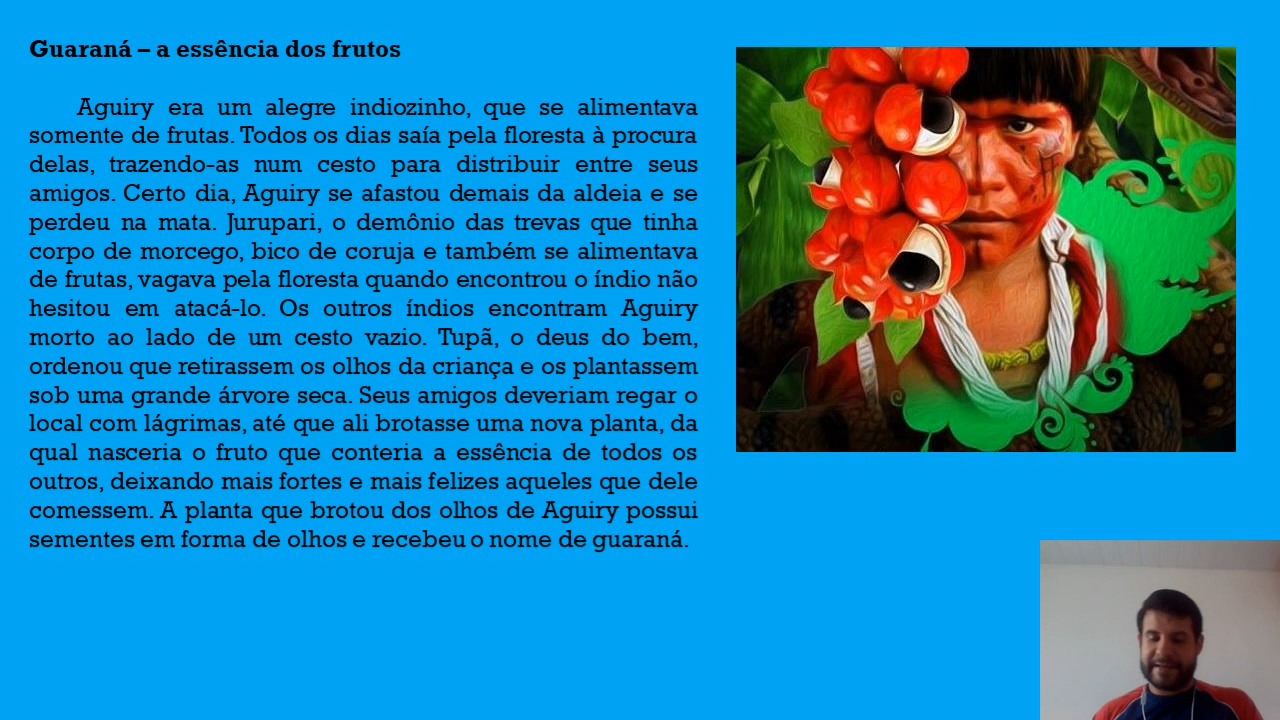 Guaraná – a essência dos frutos
Aguiry era um alegre indiozinho, que se alimentava
somente de frutas. Todos os dias saía pela floresta à procura
delas, trazendo-as num cesto para distribuir entre seus
amigos. Certo dia, Aguiry se afastou demais da aldeia e se
perdeu na mata. Jurupari, o demônio das trevas que tinha
corpo de morcego, bico de coruja e também se alimentava
de frutas, vagava pela floresta quando encontrou o índio não
hesitou em atacá-lo. Os outros índios encontram Aguiry
morto ao lado de um cesto vazio. Tupã, o deus do bem,
ordenou que retirassem os olhos da criança e os plantassem
sob uma grande árvore seca. Seus amigos deveriam regar o
local com lágrimas, até que ali brotasse uma nova planta, da
qual nasceria o fruto que conteria a essência de todos os
outros, deixando mais fortes e mais felizes aqueles que dele
comessem. A planta que brotou dos olhos de Aguiry possui
sementes em forma de olhos e recebeu o nome de guaraná.